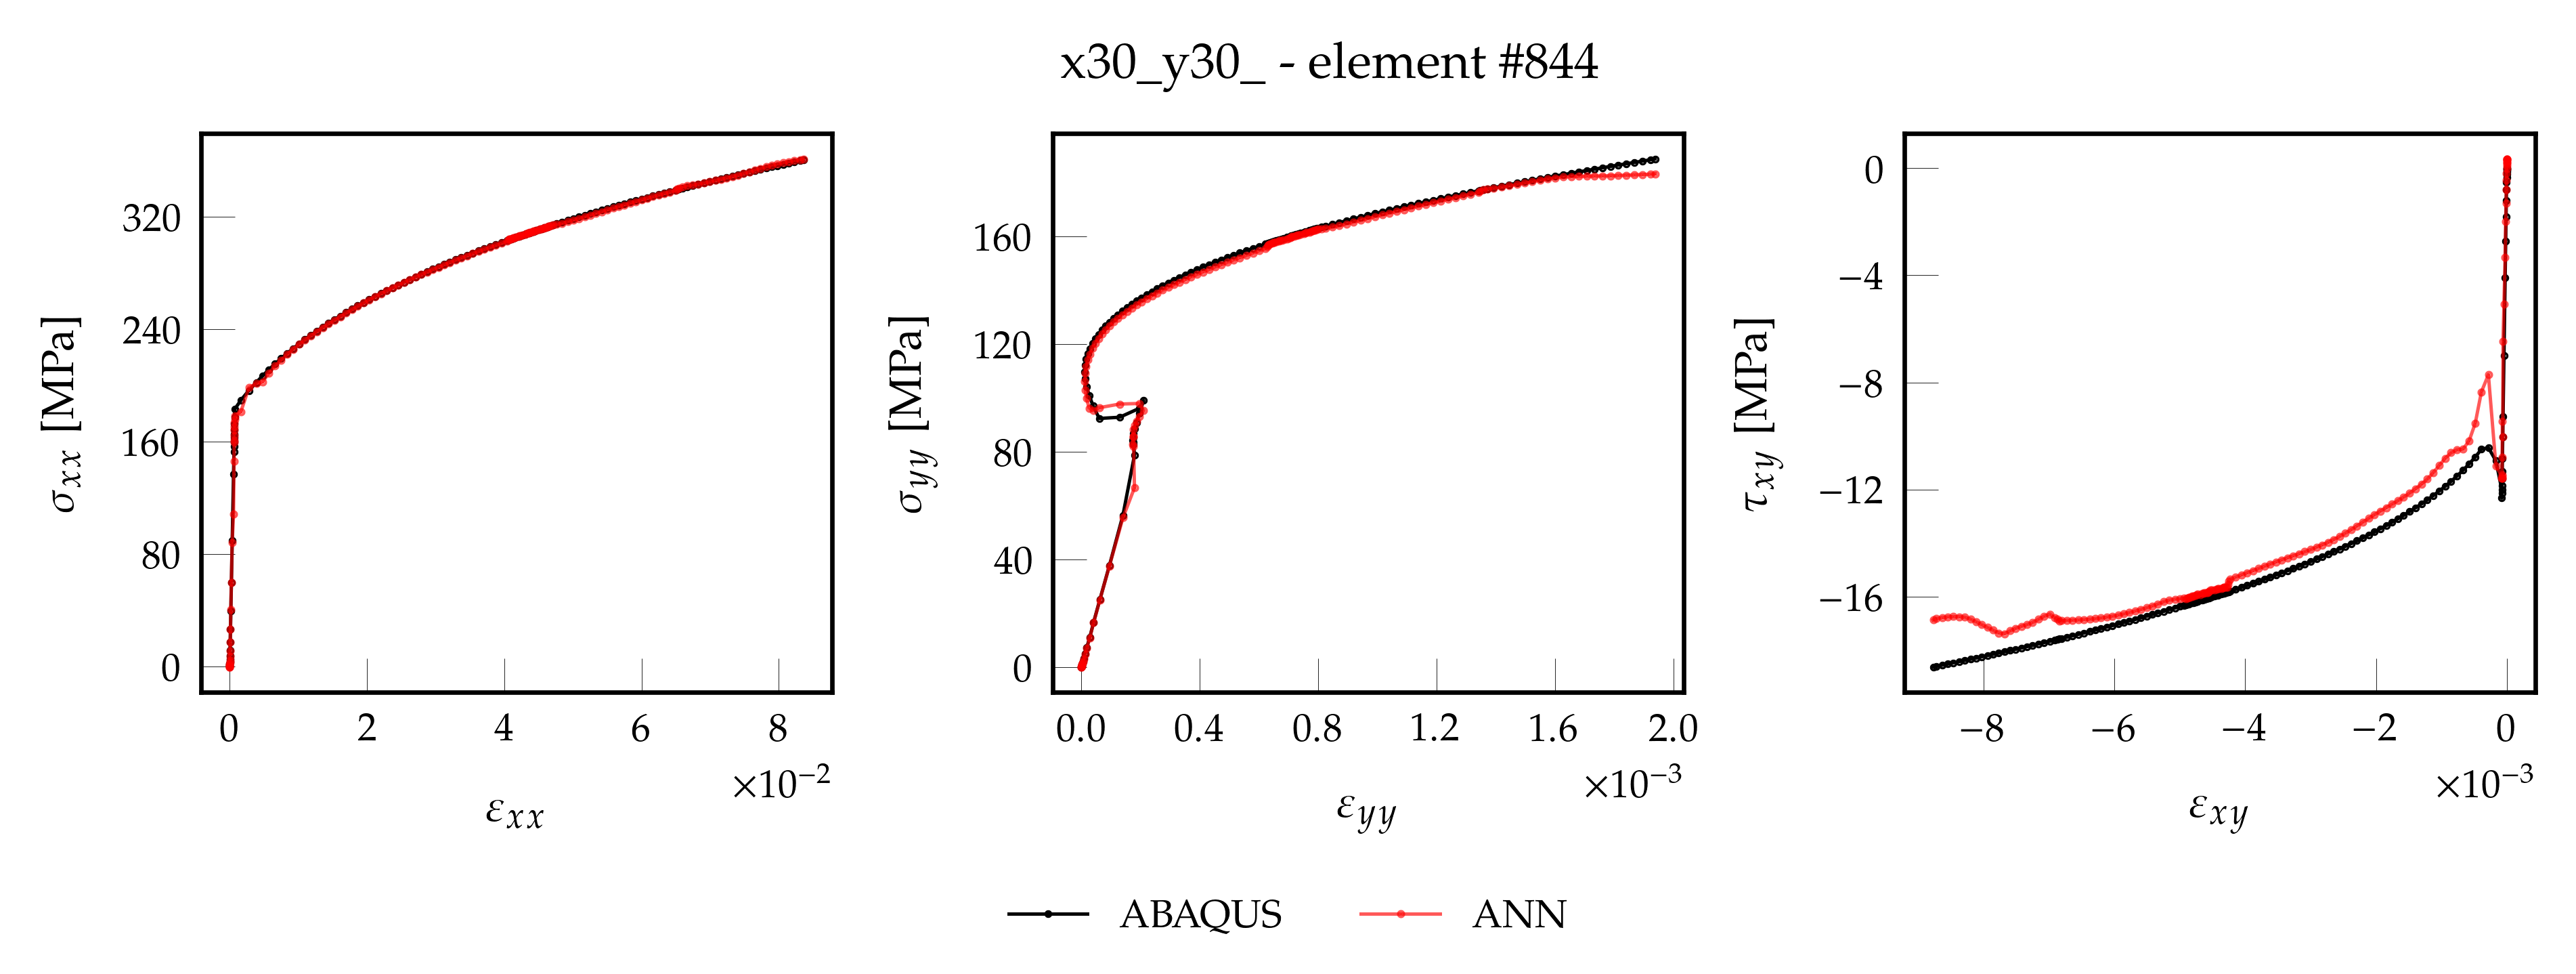 x30_y30_ - element #844
σxx [MPa]
320
240
160
80
0
0 2 4 6 8
×10−2
εxx
σyy [MPa]
160
120
80
40
0
0.0 0.4 0.8 1.2 1.6 2.0
×10−3
εyy
τxy [MPa]
0
−4
−8
−12
−16
−8 −6 −4 −2 0
×10−3
εxy
ABAQUS ANN